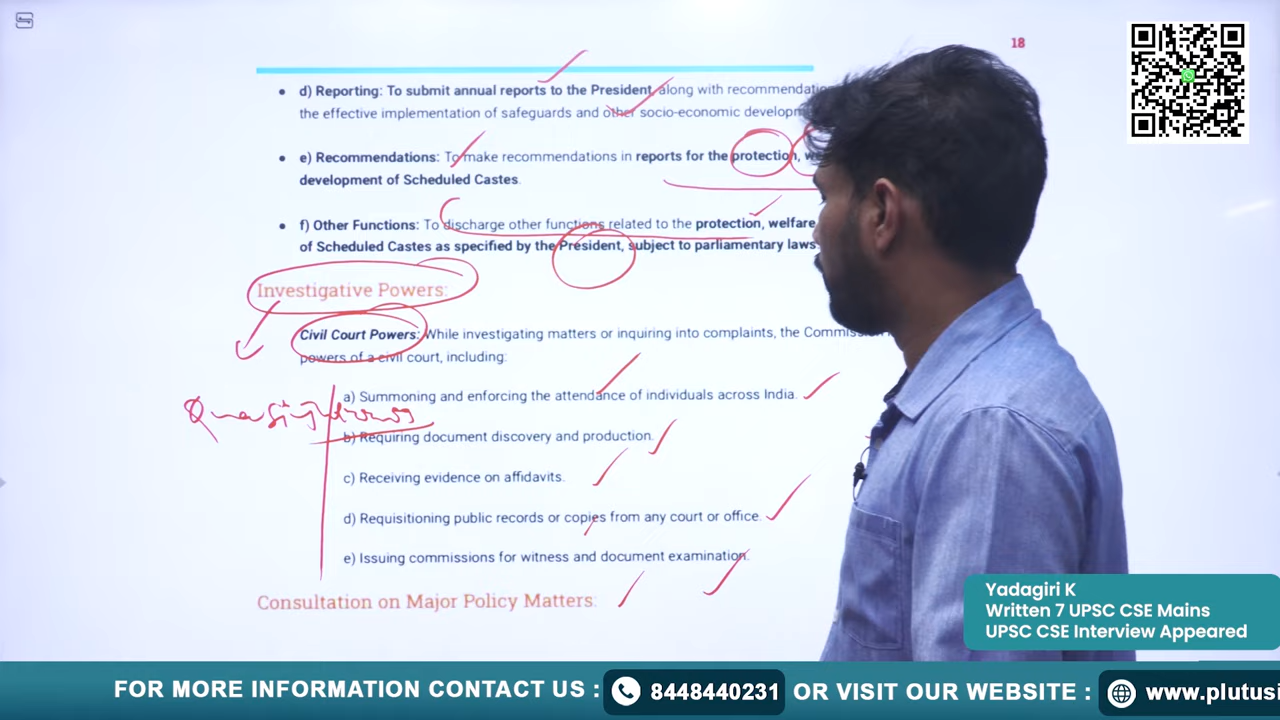 18
• d) Reporting: To submit annual reports to the President, along with recommendatio
the effective implementation of safeguards and other socio-economic developm
• e) Recommendations: To make recommendations in reports for the protection, we
development of Scheduled Castes.
• f) Other Functions: To discharge other functions related to the protection, welfare
of Scheduled Castes as specified by the President, subject to parliamentary laws
Investigative Powers:
Civil Court Powers: While investigating matters or inquiring into complaints, the Commiss
powers of a civil court, including:
a) Summoning and enforcing the attendance of individuals across India.
b) Requiring document discovery and production.
c) Receiving evidence on affidavits.
d) Requisitioning public records or copies from any court or office.
e) Issuing commissions for witness and document examination.
Consultation on Major Policy Matters:
Yadagiri K
Written 7 UPSC CSE Mains
UPSC CSE Interview Appeared
FOR MORE INFORMATION CONTACT US : 8448440231 OR VISIT OUR WEBSITE : www.plutusi